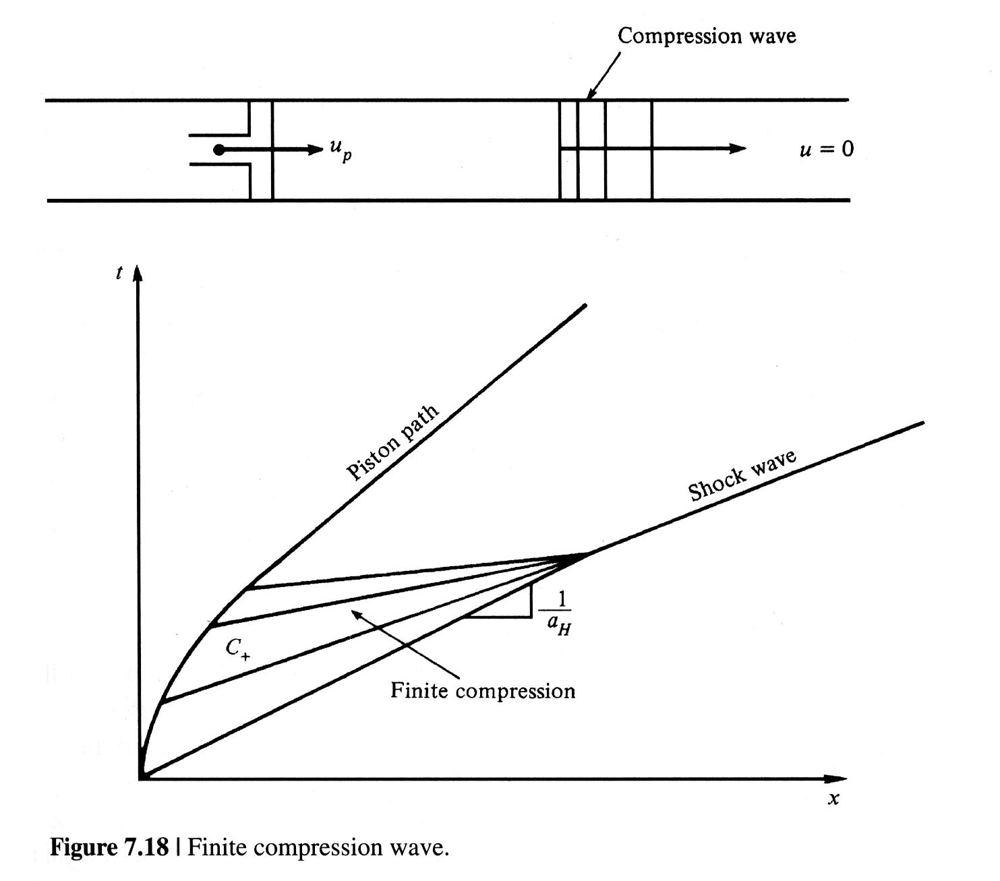 Compression wave
u_p
u = 0
t
Piston path
Shock wave
1
a_H
C_+
Finite compression
x
Figure 7.18 | Finite compression wave.